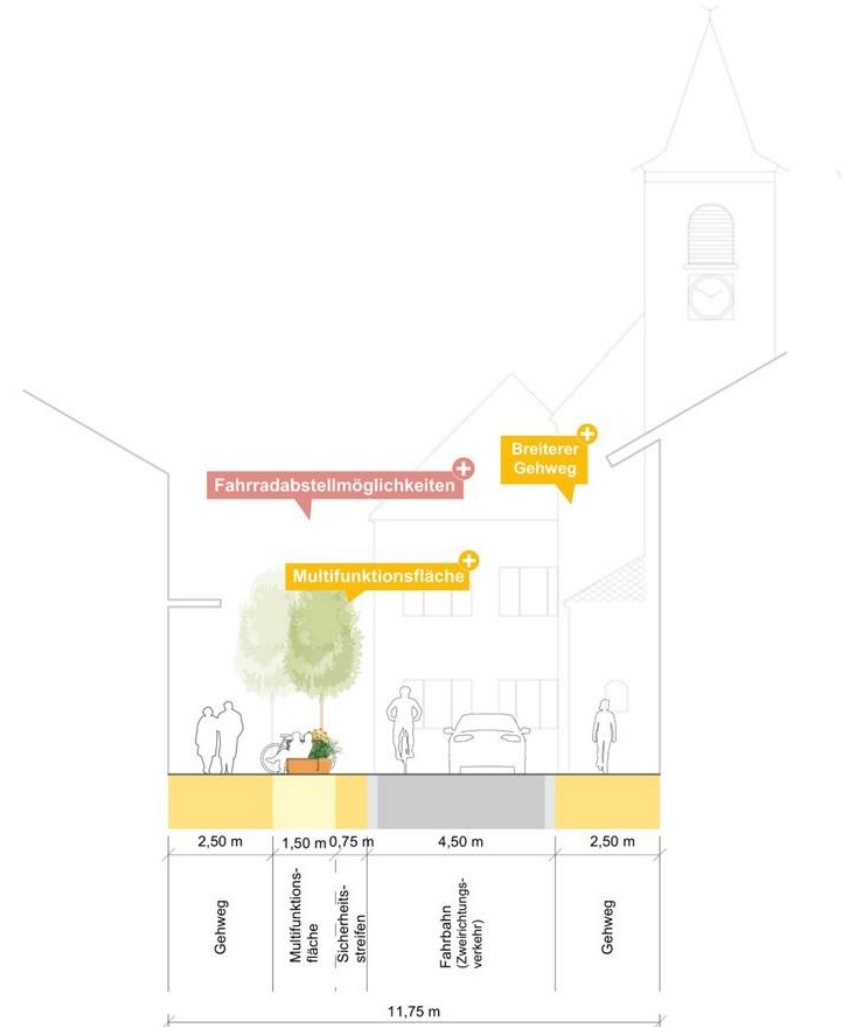 Breiterer
Gehweg
Fahrradabstellmöglichkeiten
Multifunktionsfläche
2,50 m
1,50 m
0,75 m
4,50 m
2,50 m
Gehweg
Multifunktions-
fläche
Sicherheits-
streifen
Fahrbahn
(Zweirichtungs-
verkehr)
Gehweg
11,75 m